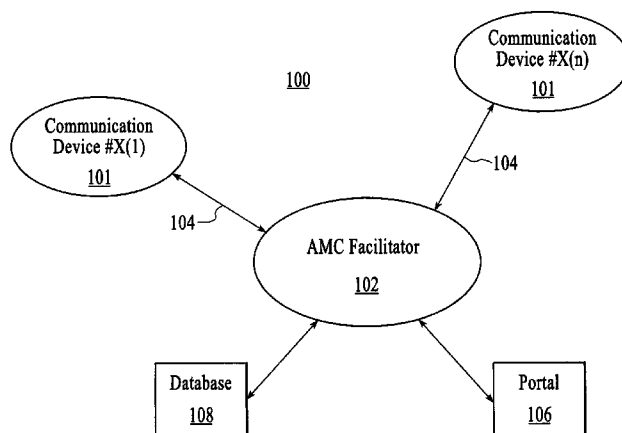 Communication
Device #X(n)
101
100
Communication
Device #X(1)
101
104
104
AMC Facilitator
102
Database
108
Portal
106